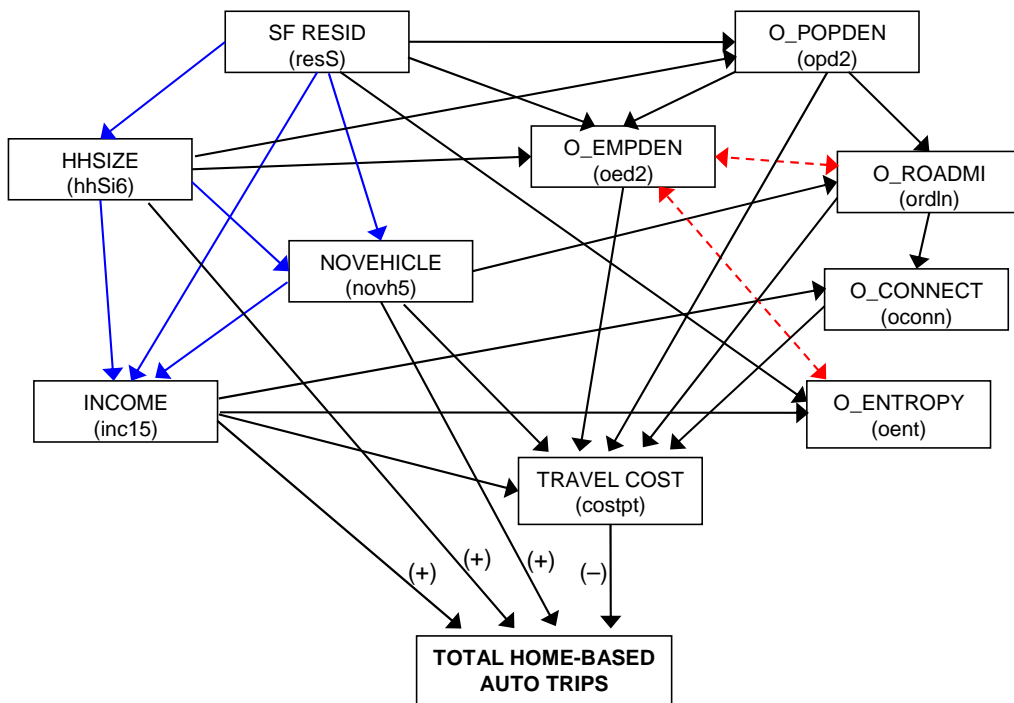 SF RESID
(resS)
O_POPDEN
(opd2)
HHSIZE
(hhSi6)
O_EMPDEN
(oed2)
O_ROADMI
(ordln)
NOVEHICLE
(novh5)
O_CONNECT
(oconn)
INCOME
(inc15)
O_ENTROPY
(oent)
TRAVEL COST
(costpt)
(+)
(+)
(+)
(–)
TOTAL HOME-BASED
AUTO TRIPS